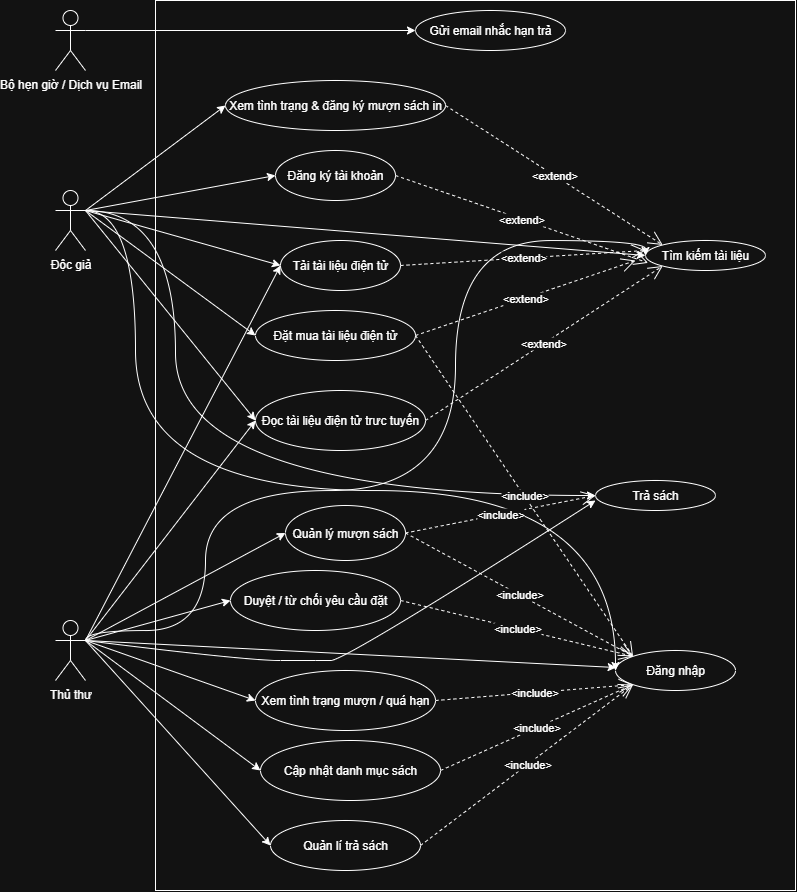 Gửi email nhắc hạn trả
Bộ hẹn giờ / Dịch vụ Email
Xem tình trạng & đăng ký mượn sách in
<extend>
Đăng ký tài khoản
<extend>
Độc giả
Tải tài liệu điện tử
<extend>
Tìm kiếm tài liệu
<extend>
Đặt mua tài liệu điện tử
<extend>
Đọc tài liệu điện tử trực tuyến
<include>
Trả sách
<include>
Quản lý mượn sách
<include>
Duyệt / từ chối yêu cầu đặt
<include>
Đăng nhập
Thủ thư
Xem tình trạng mượn / quá hạn
<include>
<include>
Cập nhật danh mục sách
<include>
Quản lí trả sách